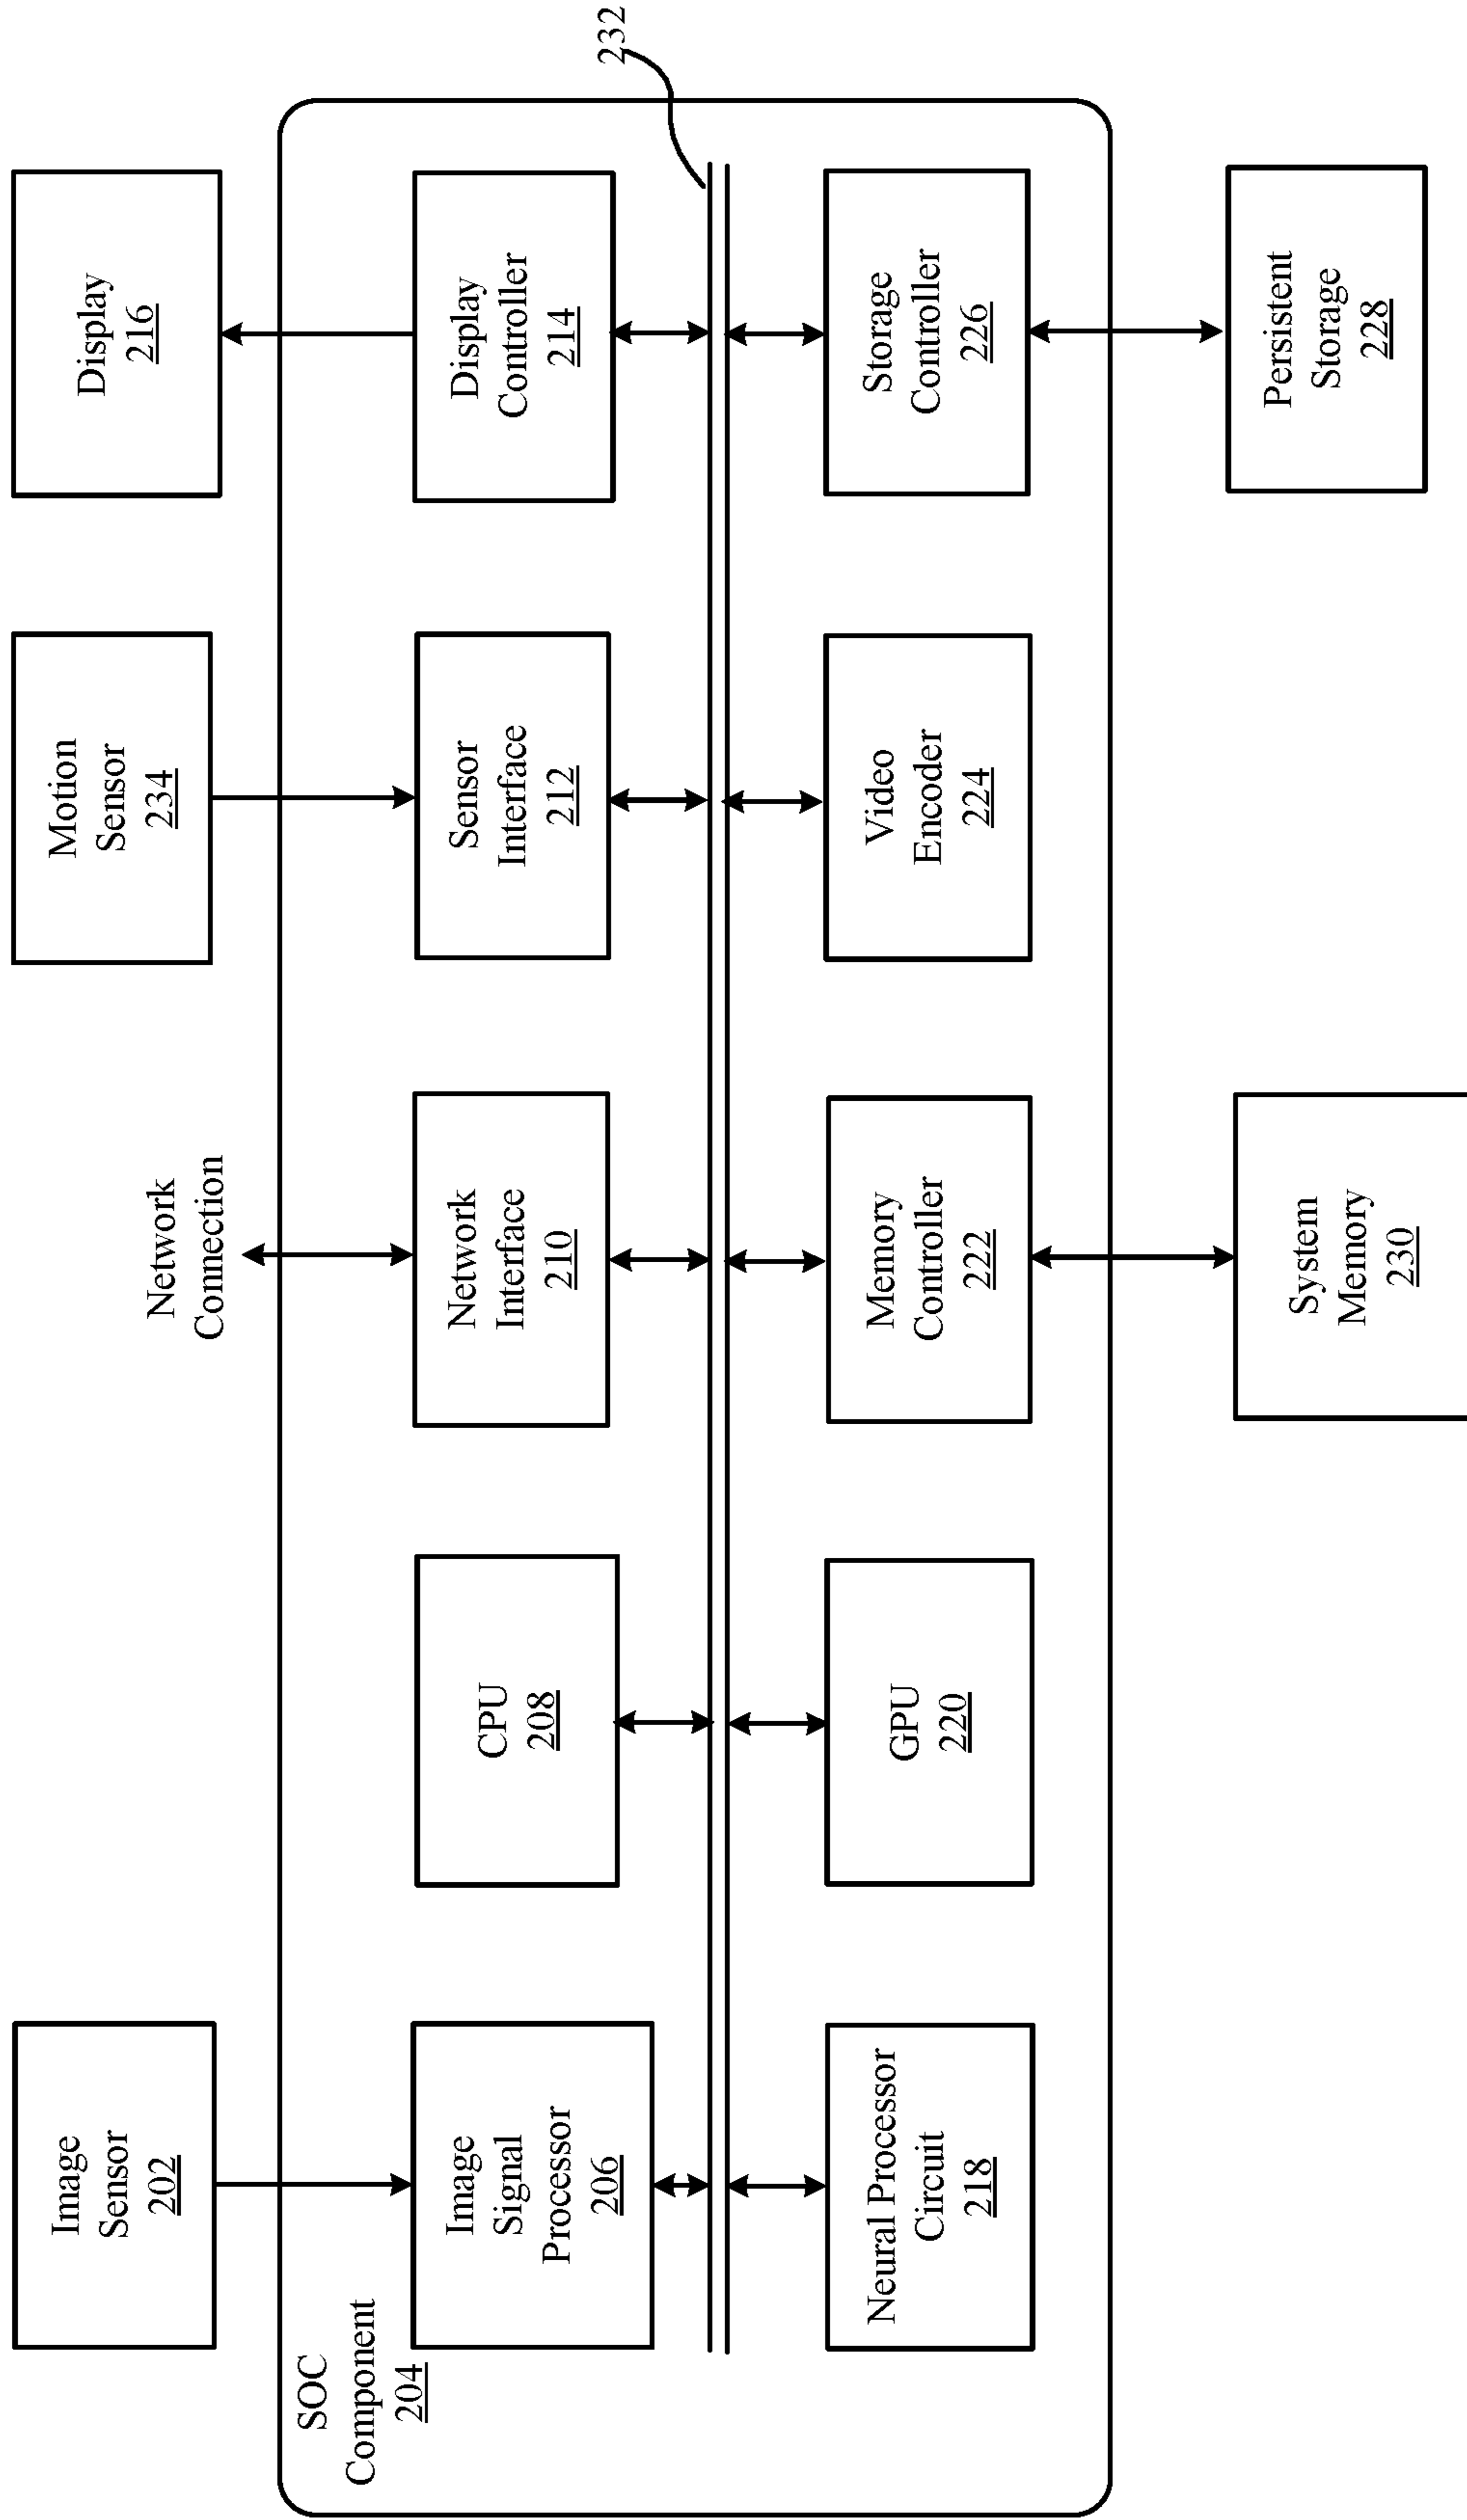 Image
Sensor
202
Network
Connection
Motion
Sensor
234
Display
216
SOC
Component
204
Image
Signal
Processor
206
CPU
208
Network
Interface
210
Sensor
Interface
212
Display
Controller
214
232
Neural Processor
Circuit
218
GPU
220
Memory
Controller
222
Video
Encoder
224
Storage
Controller
226
System
Memory
230
Persistent
Storage
228